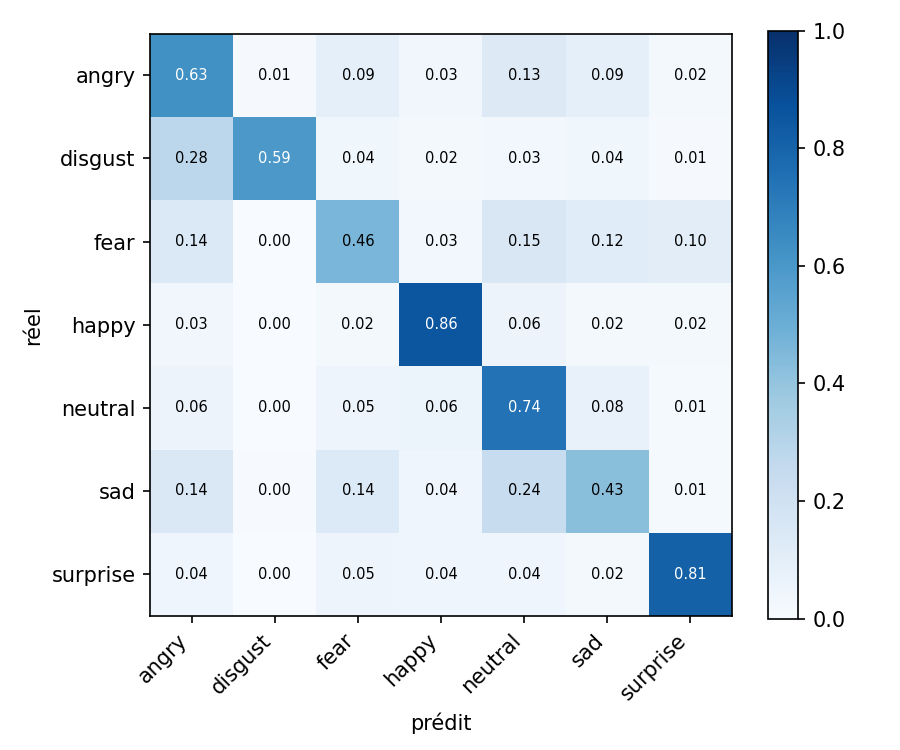 1.0
angry 0.63 0.01 0.09 0.03 0.13 0.09 0.02
0.8
disgust 0.28 0.59 0.04 0.02 0.03 0.04 0.01
fear 0.14 0.00 0.46 0.03 0.15 0.12 0.10
0.6
réel
happy 0.03 0.00 0.02 0.86 0.06 0.02 0.02
0.4
neutral 0.06 0.00 0.05 0.06 0.74 0.08 0.01
sad 0.14 0.00 0.14 0.04 0.24 0.43 0.01
0.2
surprise 0.04 0.00 0.05 0.04 0.04 0.02 0.81
0.0
angry disgust fear happy neutral sad surprise
prédit